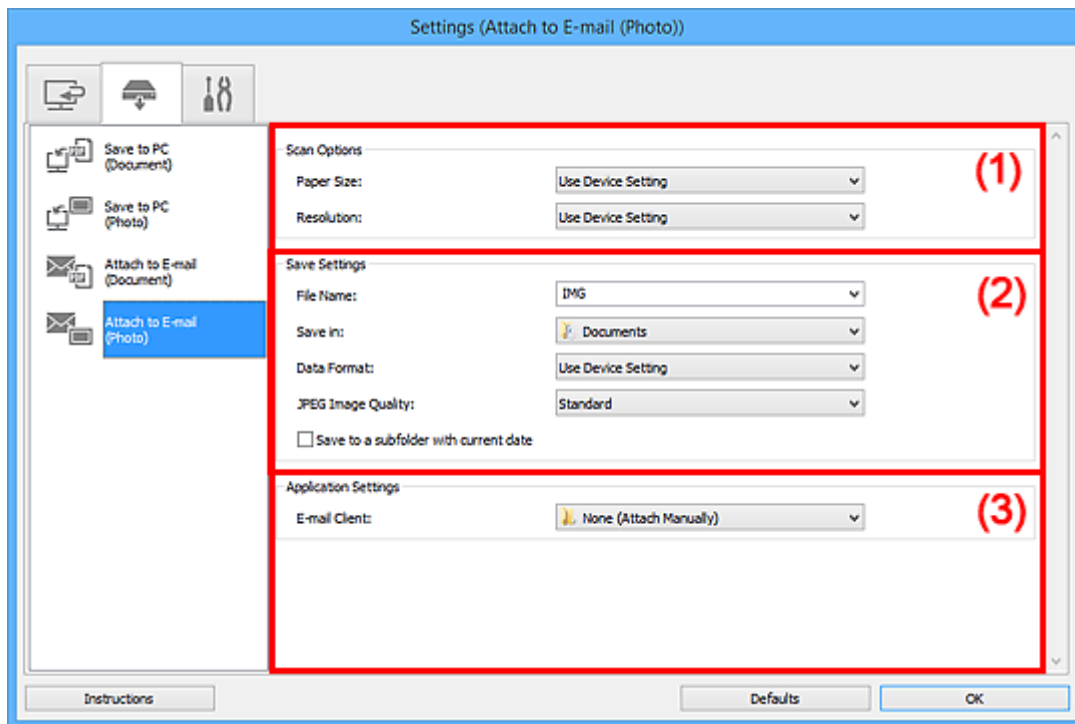 Settings (Attach to E-mail (Photo))
Save to PC
(Document)
Save to PC
(Photo)
Attach to E-mail
(Document)
Attach to E-mail
(Photo)
Scan Options
(1)
Paper Size:
Use Device Setting
Resolution:
Use Device Setting
Save Settings
(2)
File Name:
IMG
Save in:
Documents
Data Format:
Use Device Setting
JPEG Image Quality:
Standard
Save to a subfolder with current date
Application Settings
(3)
E-mail Client:
None (Attach Manually)
Instructions
Defaults
OK